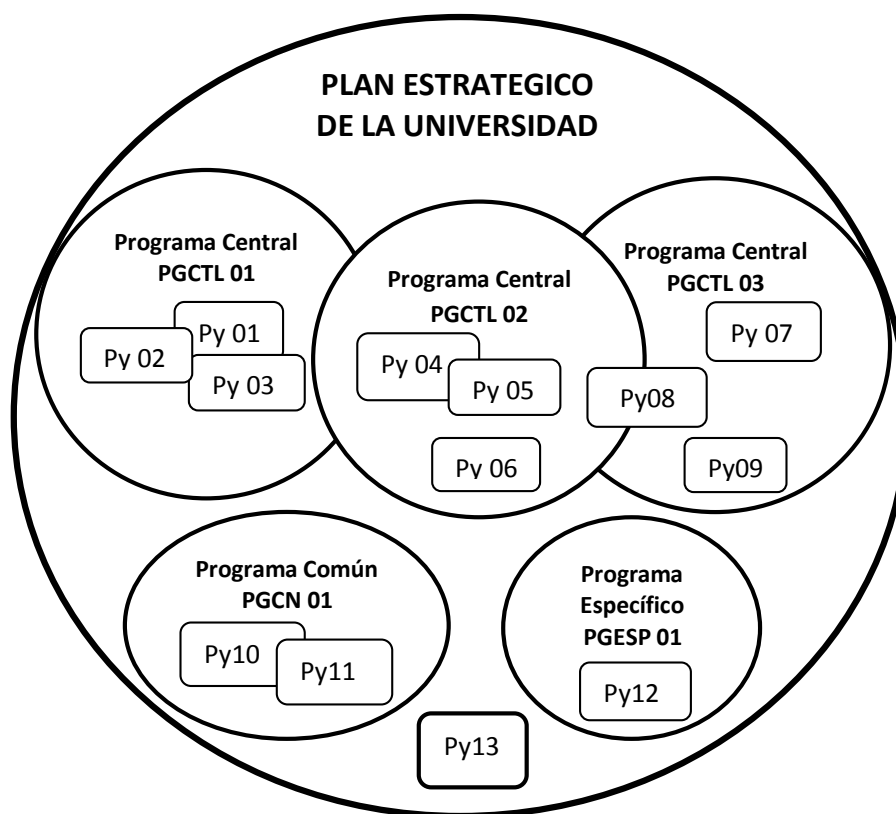 PLAN ESTRATEGICO
DE LA UNIVERSIDAD
Programa Central
PGCTL 01
Py 01
Py 02
Py 03
Programa Central
PGCTL 02
Py 04
Py 05
Py 06
Programa Central
PGCTL 03
Py 07
Py08
Py09
Programa Común
PGCN 01
Py10
Py11
Programa
Específico
PGESP 01
Py12
Py13